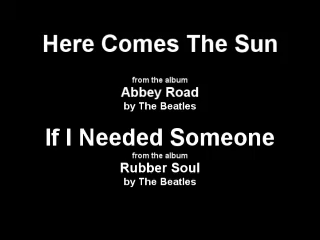 Here Comes The Sun
from the album
Abbey Road
by The Beatles
If I Needed Someone
from the album
Rubber Soul
by The Beatles